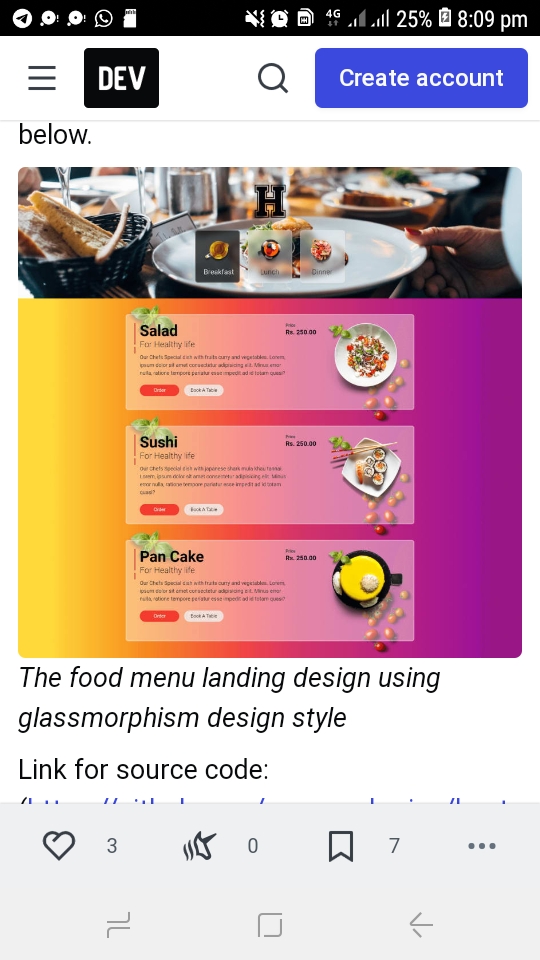 4G
25%
8:09 pm
DEV
Create account
below.
H
Breakfast
Lunch
Dinner
Salad
For Healthy life
Our Chefs Special dish with fruits curry and vegetables. Lorem,
ipsum dolor sit amet consectetur adipisicing elit. Minus error
nulla, ratione tempore pariatur esse impedit ad id totam quasi?
Price
Rs. 250.00
Order
Book A Table
Sushi
For Healthy life
Our Chefs Special with japanese shark
Lorem, ipsum dolor sit amet consectetur adipisicing elit. Minus
error nulla, ratione tempore pariatur esse impedit ad id totam
quasi?
Price
Rs. 250.00
Order
Book A Table
Pan Cake
For Healthy life
Our Chefs Special dish with fruits curry and vegetables. Lorem,
ipsum dolor sit amet consectetur adipisicing elit. Minus error
nulla, ratione tempore pariatur esse impedit ad id totam quasi?
Price
Rs. 250.00
Order
Book A Table
The food menu landing design using
glassmorphism design style
Link for source code:
3
0
7